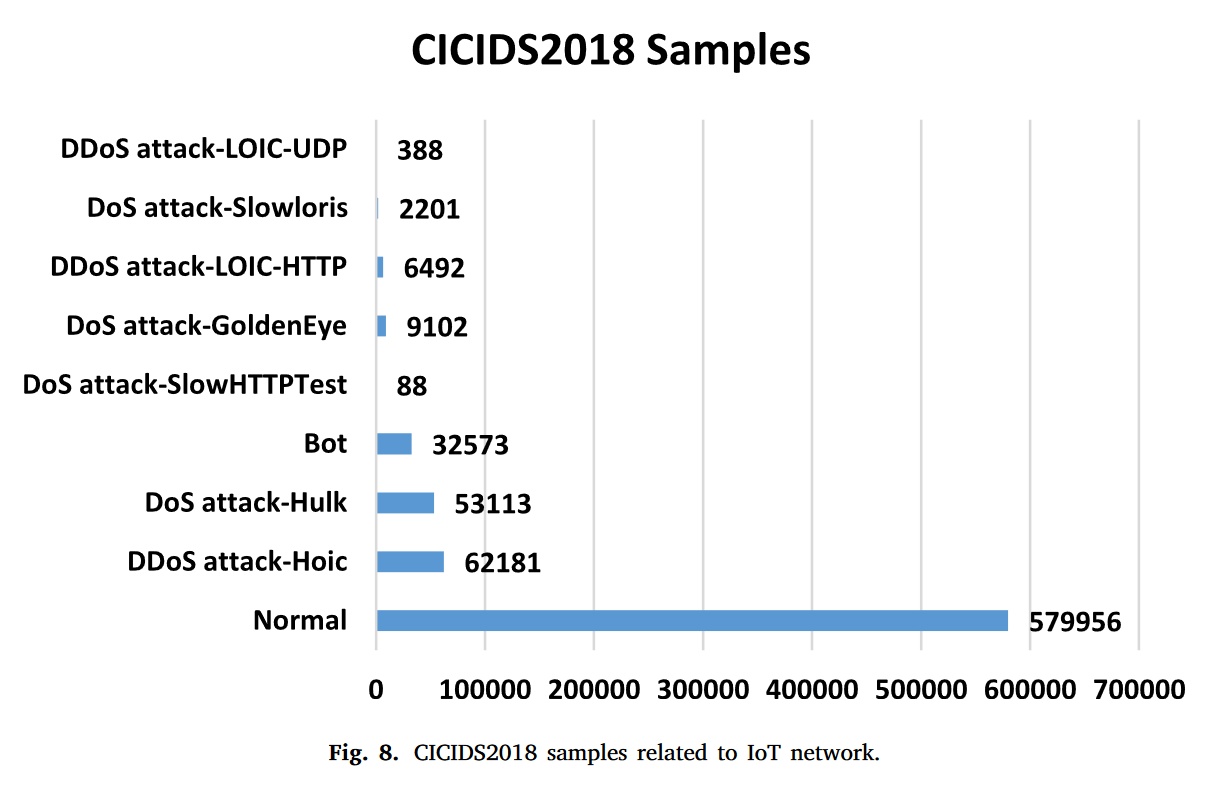 CICIDS2018 Samples
DDoS attack-LOIC-UDP 388
DoS attack-Slowloris 2201
DDoS attack-LOIC-HTTP 6492
DoS attack-GoldenEye 9102
DoS attack-SlowHTTPTest 88
Bot 32573
DoS attack-Hulk 53113
DDoS attack-Hoic 62181
Normal 579956
0 100000 200000 300000 400000 500000 600000 700000
Fig. 8. CICIDS2018 samples related to IoT network.